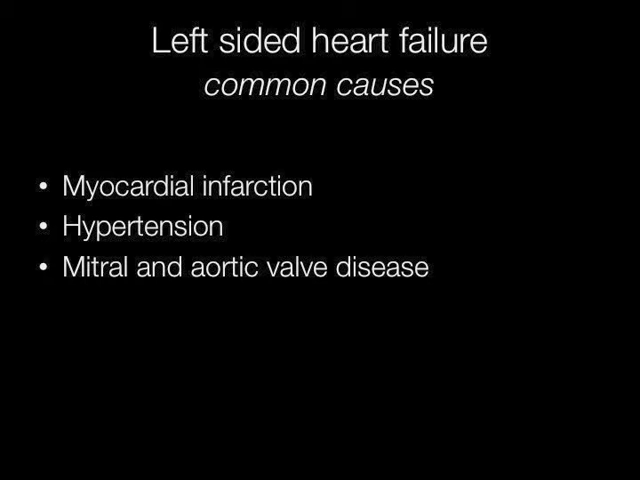 Left sided heart failure
common causes
• Myocardial infarction
• Hypertension
• Mitral and aortic valve disease